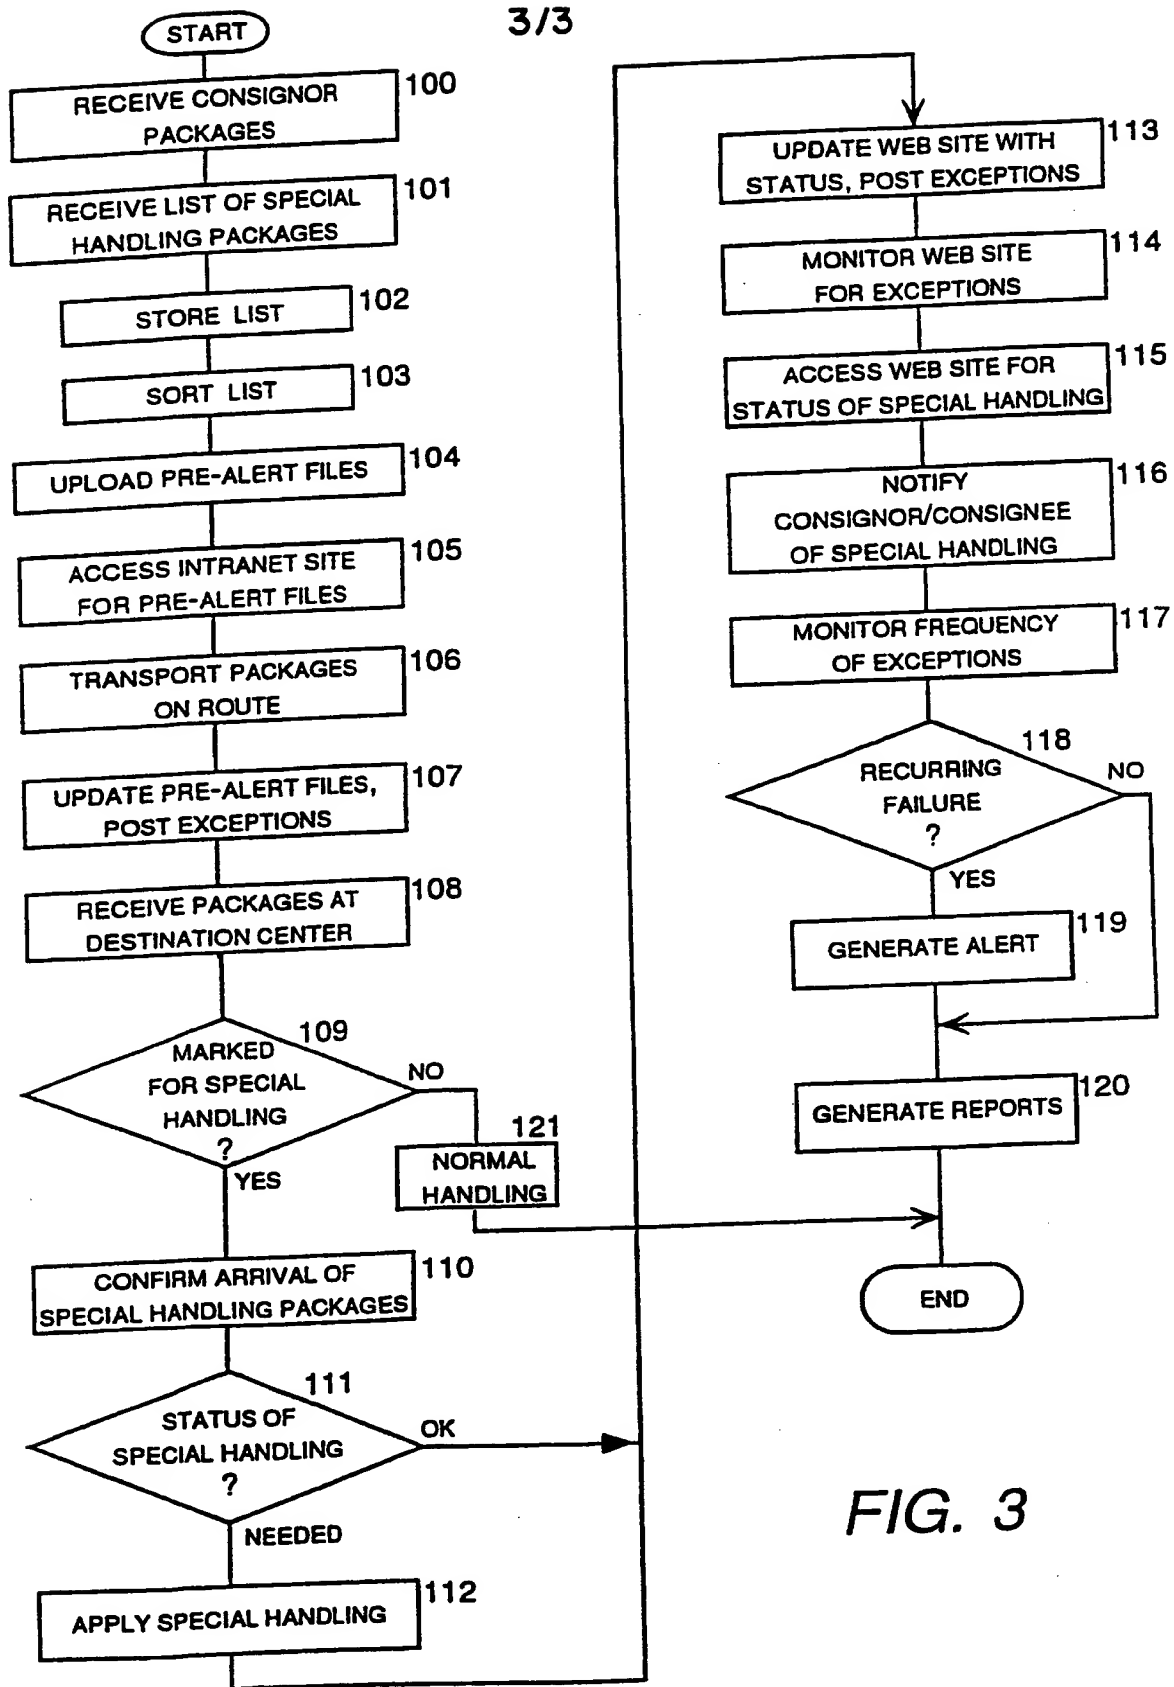 3/3
START
100
RECEIVE CONSIGNOR
PACKAGES
101
RECEIVE LIST OF SPECIAL
HANDLING PACKAGES
102
STORE LIST
103
SORT LIST
104
UPLOAD PRE-ALERT FILES
105
ACCESS INTRANET SITE
FOR PRE-ALERT FILES
106
TRANSPORT PACKAGES
ON ROUTE
107
UPDATE PRE-ALERT FILES,
POST EXCEPTIONS
108
RECEIVE PACKAGES AT
DESTINATION CENTER
109
MARKED
FOR SPECIAL
HANDLING
?
NO
YES
121
NORMAL
HANDLING
110
CONFIRM ARRIVAL OF
SPECIAL HANDLING PACKAGES
111
STATUS OF
SPECIAL HANDLING
?
OK
NEEDED
112
APPLY SPECIAL HANDLING
113
UPDATE WEB SITE WITH
STATUS, POST EXCEPTIONS
114
MONITOR WEB SITE
FOR EXCEPTIONS
115
ACCESS WEB SITE FOR
STATUS OF SPECIAL HANDLING
116
NOTIFY
CONSIGNOR/CONSIGNEE
OF SPECIAL HANDLING
117
MONITOR FREQUENCY
OF EXCEPTIONS
118
RECURRING
FAILURE
?
NO
YES
119
GENERATE ALERT
120
GENERATE REPORTS
END
FIG. 3